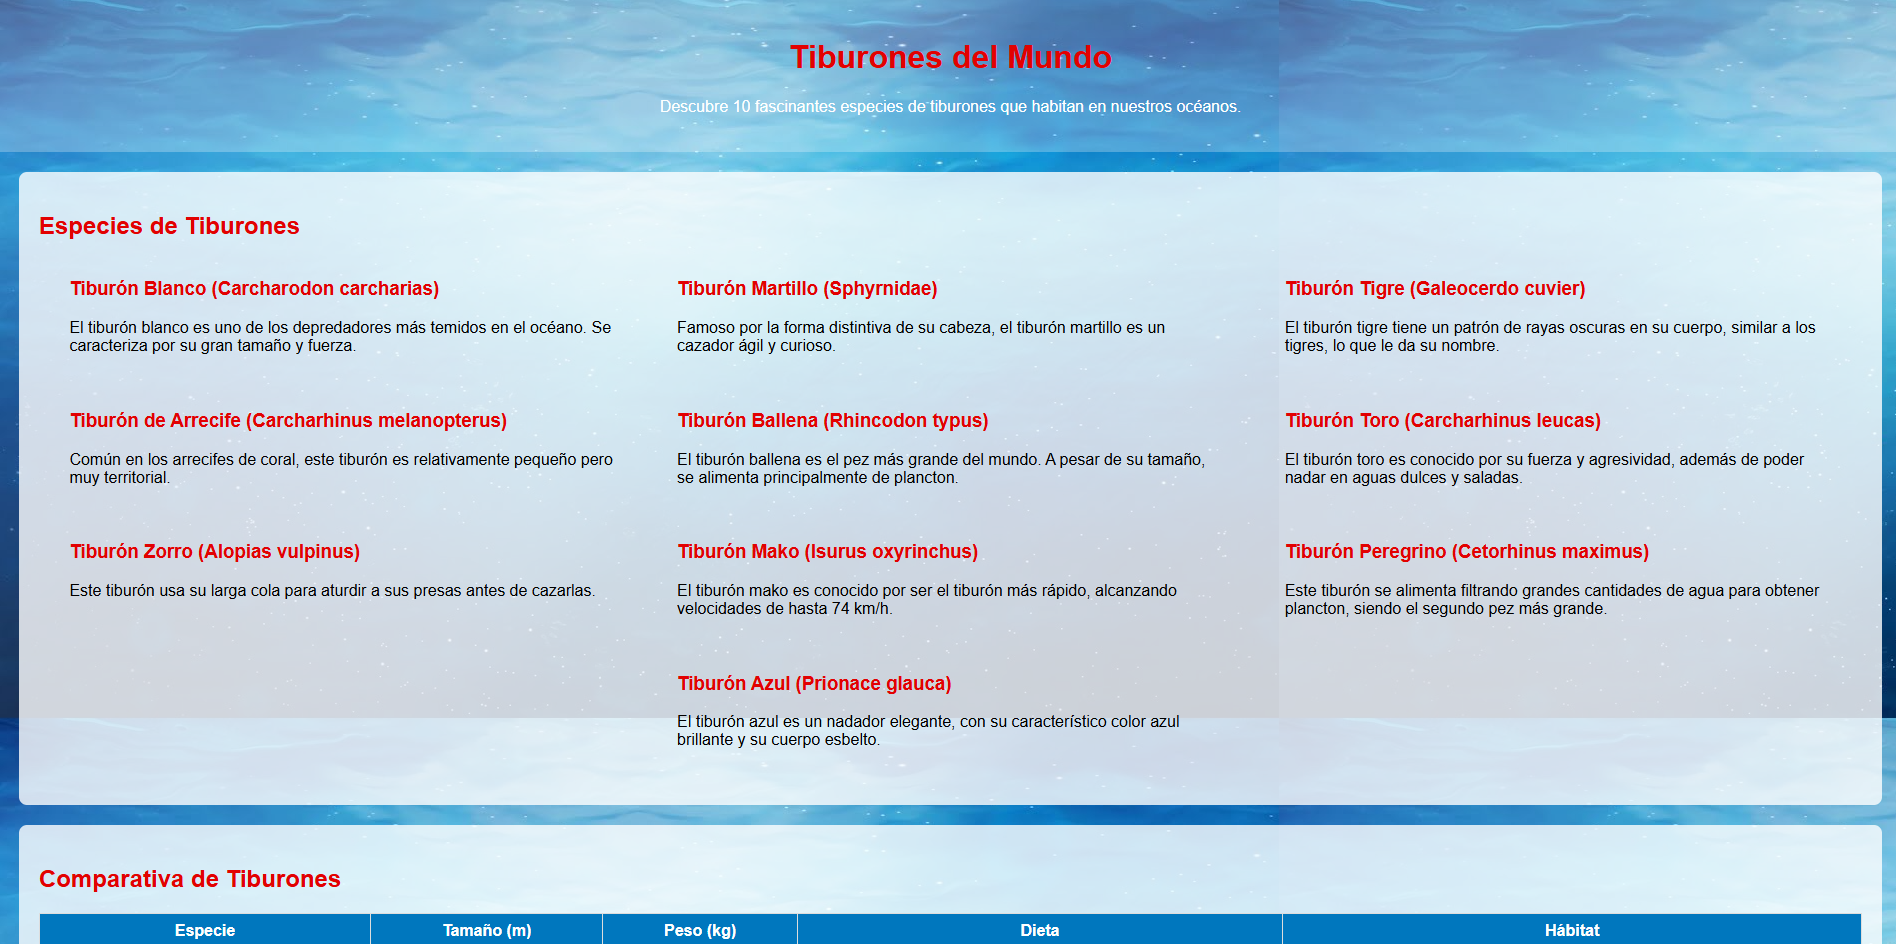 Tiburones del Mundo
Descubre 10 fascinantes especies de tiburones que habitan en nuestros océanos.
Especies de Tiburones
Tiburón Blanco (Carcharodon carcharias)
El tiburón blanco es uno de los depredadores más temidos en el océano. Se
caracteriza por su gran tamaño y fuerza.
Tiburón Martillo (Sphyrnidae)
Famoso por la forma distintiva de su cabeza, el tiburón martillo es un
cazador ágil y curioso.
Tiburón Tigre (Galeocerdo cuvier)
El tiburón tigre tiene un patrón de rayas oscuras en su cuerpo, similar a los
tigres, lo que le da su nombre.
Tiburón de Arrecife (Carcharhinus melanopterus)
Común en los arrecifes de coral, este tiburón es relativamente pequeño pero
muy territorial.
Tiburón Ballena (Rhincodon typus)
El tiburón ballena es el pez más grande del mundo. A pesar de su tamaño,
se alimenta principalmente de plancton.
Tiburón Toro (Carcharhinus leucas)
El tiburón toro es conocido por su fuerza y agresividad, además de poder
nadar en aguas dulces y saladas.
Tiburón Zorro (Alopias vulpinus)
Este tiburón usa su larga cola para aturdir a sus presas antes de cazarlas.
Tiburón Mako (Isurus oxyrinchus)
El tiburón mako es conocido por ser el tiburón más rápido, alcanzando
velocidades de hasta 74 km/h.
Tiburón Peregrino (Cetorhinus maximus)
Este tiburón se alimenta filtrando grandes cantidades de agua para obtener
plancton, siendo el segundo pez más grande.
Tiburón Azul (Prionace glauca)
El tiburón azul es un nadador elegante, con su característico color azul
brillante y su cuerpo esbelto.
Comparativa de Tiburones
Especie Tamaño (m) Peso (kg) Dieta Hábitat